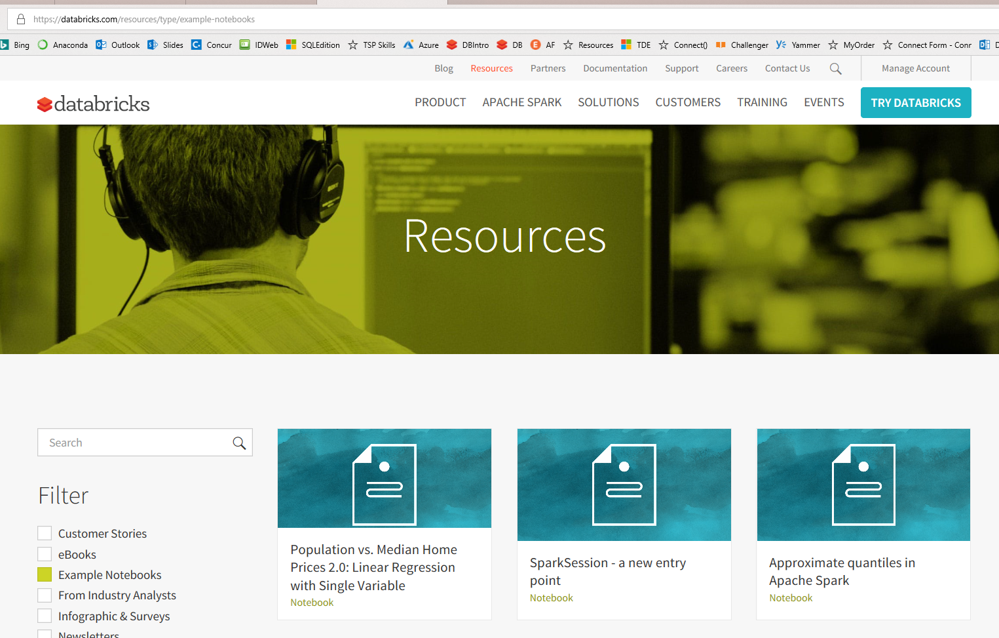 https://databricks.com/resources/type/example-notebooks
Bing Anaconda Outlook Slides Concur IDWeb SQLEdition TSP Skills Azure DBIntro DB AF Resources TDE Connect() Challenger Yammer MyOrder Connect Form - Conr
Blog Resources Partners Documentation Support Careers Contact Us Manage Account
databricks
PRODUCT APACHE SPARK SOLUTIONS CUSTOMERS TRAINING EVENTS TRY DATABRICKS
Resources
Search
Filter
Customer Stories
eBooks
Example Notebooks
From Industry Analysts
Infographic & Surveys
Newsletters
Population vs. Median Home
Prices 2.0: Linear Regression
with Single Variable
Notebook
SparkSession - a new entry
point
Notebook
Approximate quantiles in
Apache Spark
Notebook